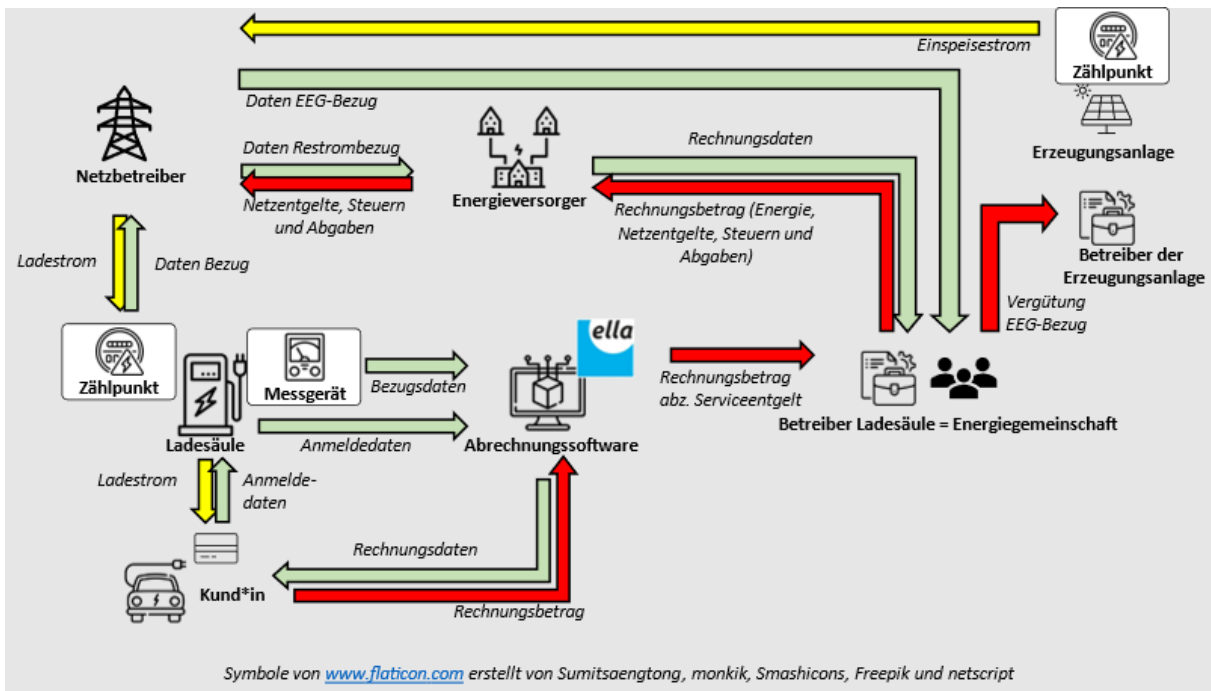 Einspeisestrom
Zählpunkt
Erzeugungsanlage
Daten EEG-Bezug
Netzbetreiber
Daten Restrombezug
Netzentgelte, Steuern
und Abgaben
Energieversorger
Rechnungsdaten
Rechnungsbetrag (Energie,
Netzentgelte, Steuern und
Abgaben)
Betreiber der
Erzeugungsanlage
Vergütung
EEG-Bezug
Ladestrom
Daten Bezug
Zählpunkt
Ladesäule
Messgerät
Bezugsdaten
Anmeldedaten
ella
Abrechnungssoftware
Rechnungsbetrag
abz. Serviceentgelt
Betreiber Ladesäule = Energiegemeinschaft
Ladestrom
Anmelde-
daten
Kund*in
Rechnungsdaten
Rechnungsbetrag
Symbole von www.flaticon.com erstellt von Sumitsaengtong, monkik, Smashicons, Freepik und netscript